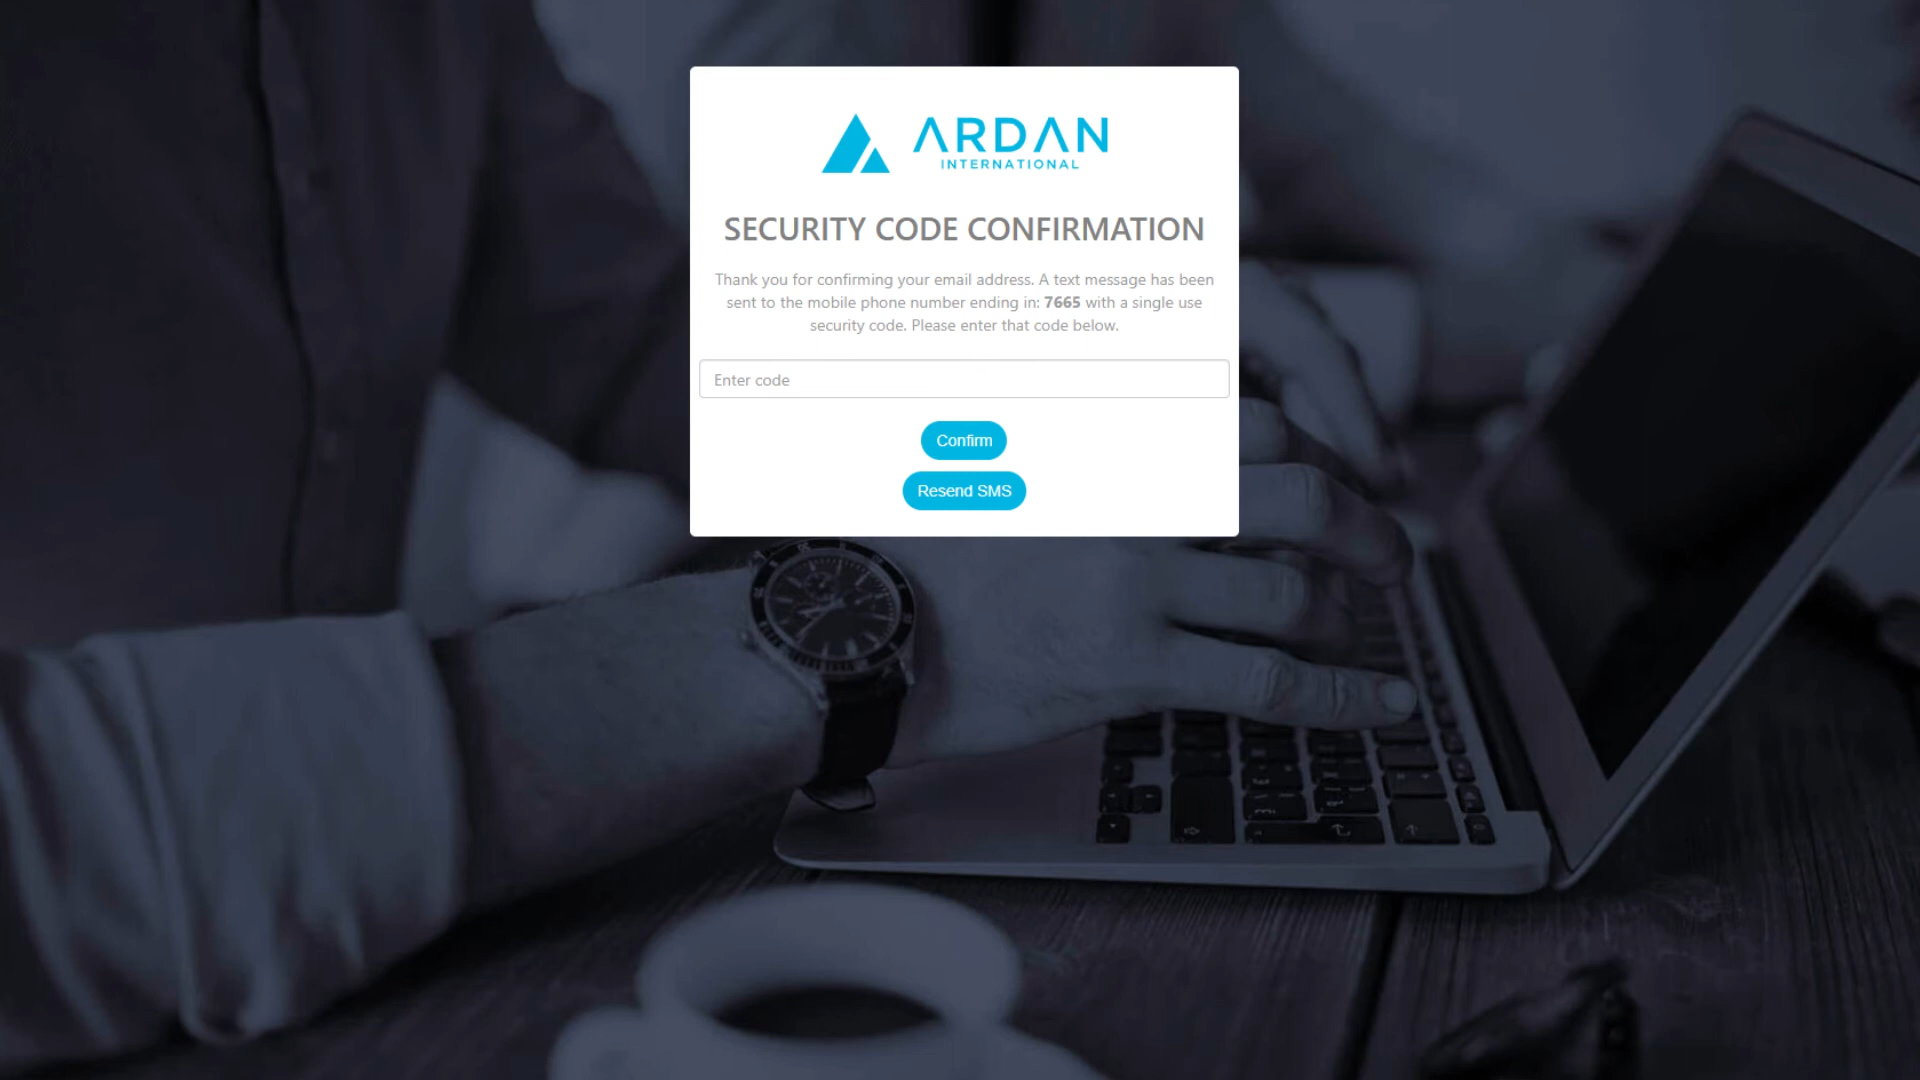 ARDAN
INTERNATIONAL
SECURITY CODE CONFIRMATION
Thank you for confirming your email address. A text message has been
sent to the mobile phone number ending in: 7665 with a single use
security code. Please enter that code below.
Enter code
Confirm
Resend SMS